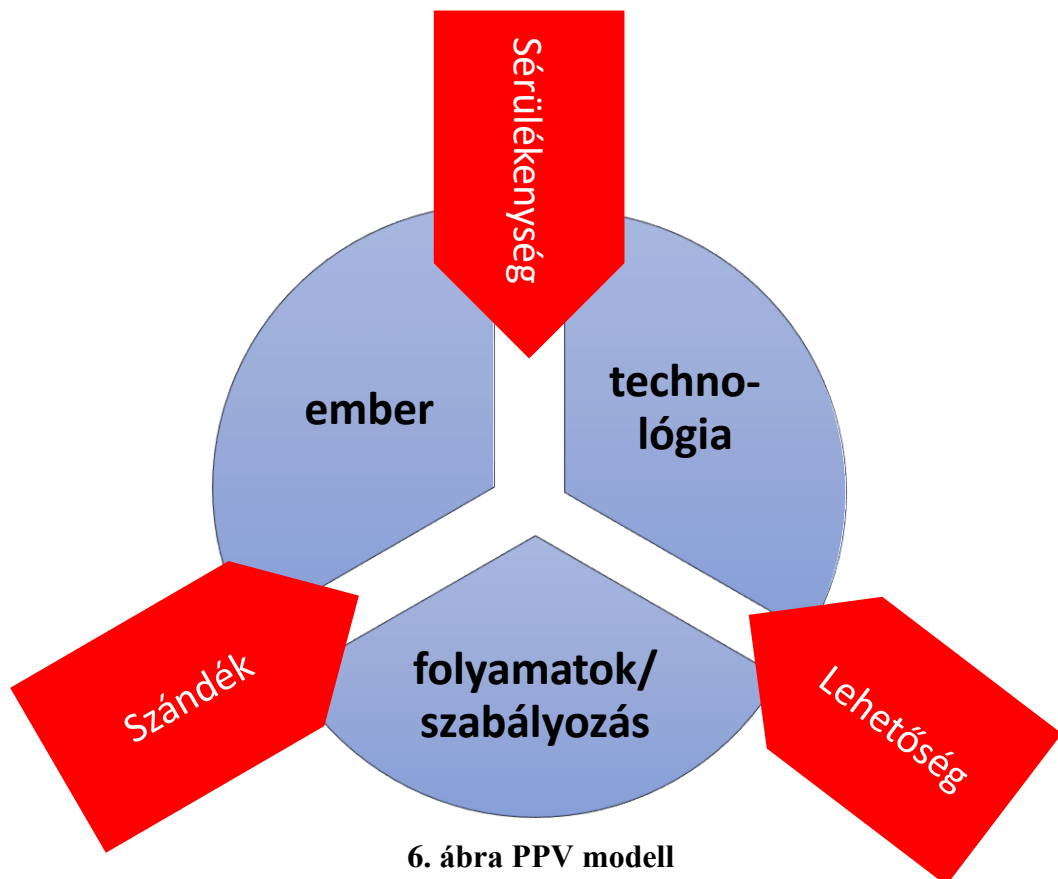 Sérülékenység
ember
techno-
lógia
folyamatok/
szabályozás
Szándék
Lehetőség
6. ábra PPV modell